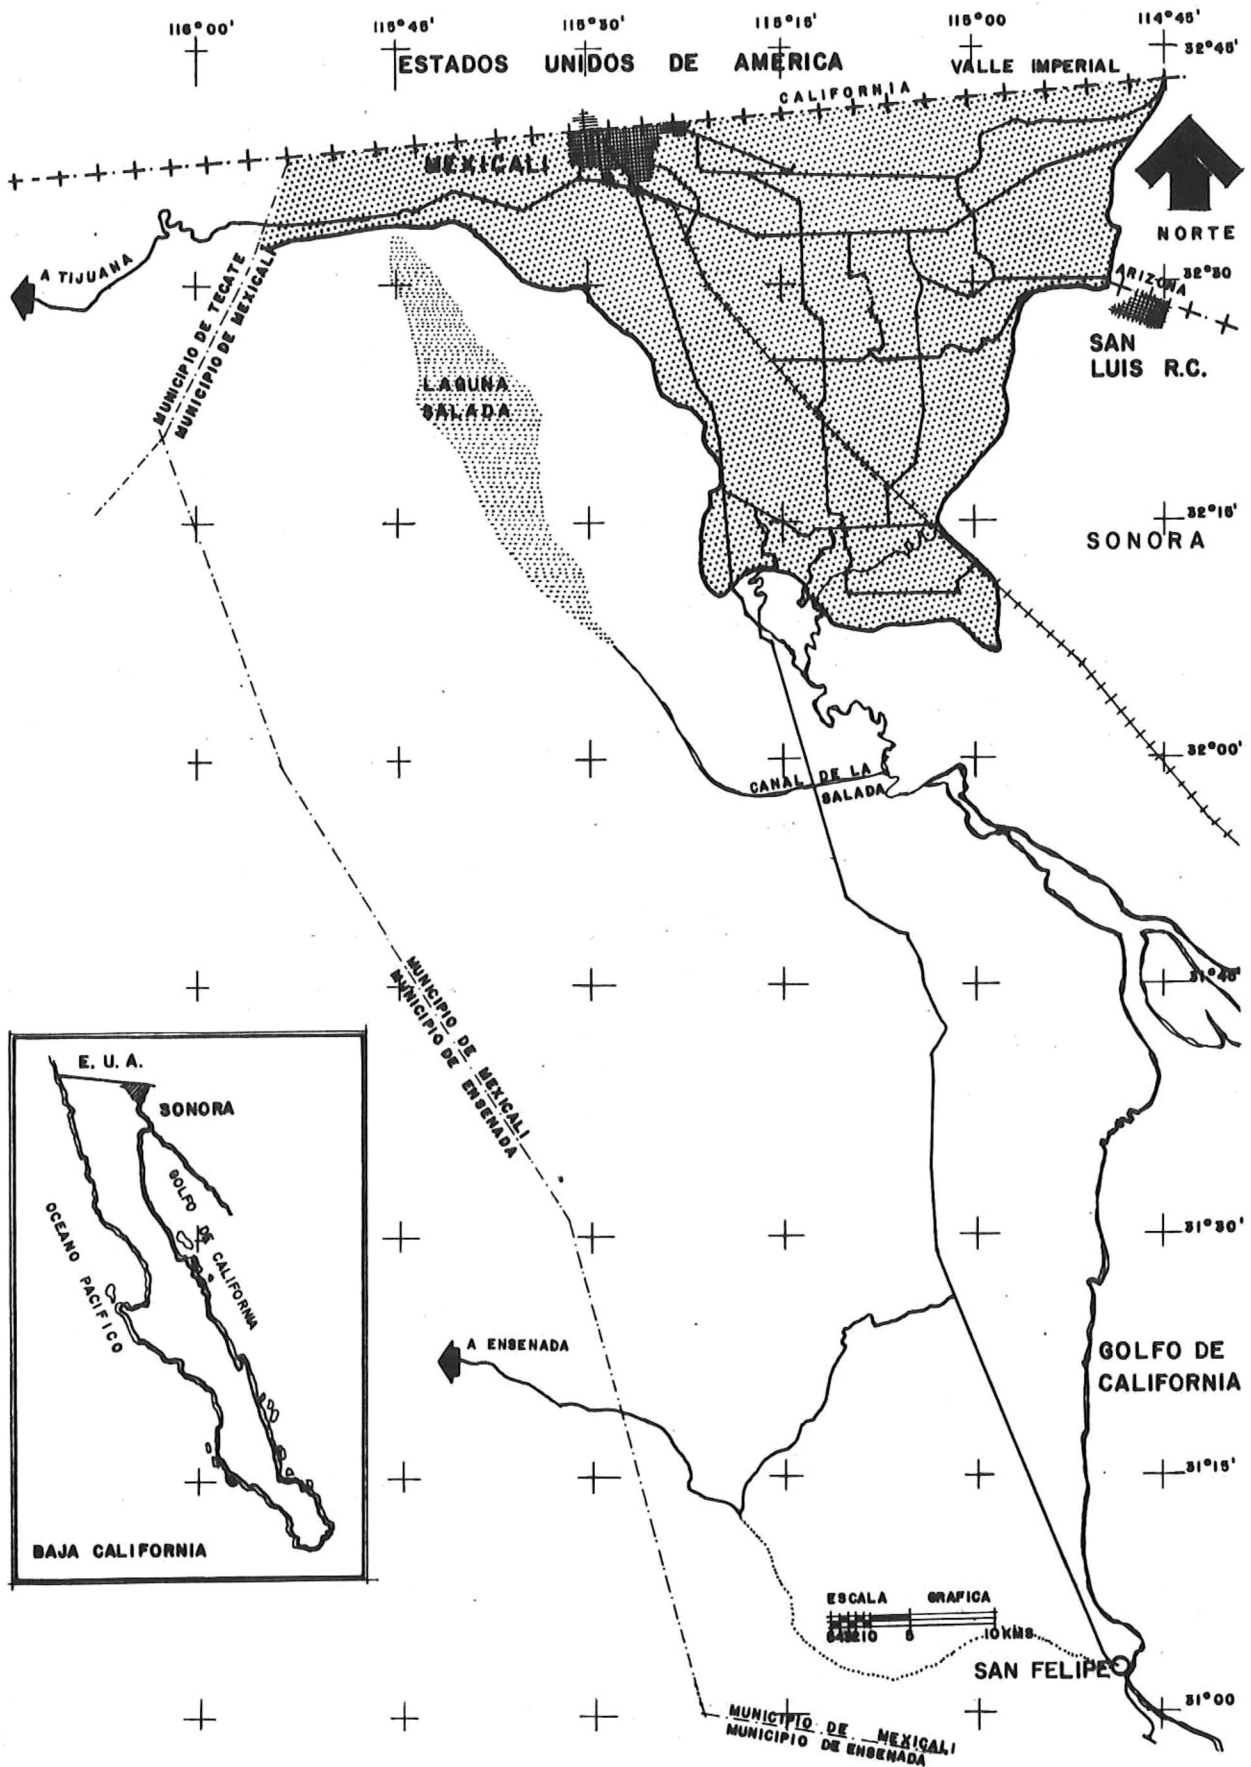 116°00' 115°45' 115°30' 115°15' 115°00' 114°45'
32°45'
ESTADOS UNIDOS DE AMERICA
VALLE IMPERIAL
CALIFORNIA
MEXICALI
NORTE
A TIJUANA
ARIZONA
32°30'
MUNICIPIO DE TECATE
MUNICIPIO DE MEXICALI
SAN
LUIS R.C.
LAGUNA
SALADA
32°15'
SONORA
32°00'
CANAL DE LA
SALADA
31°45'
MUNICIPIO DE MEXICALI
MUNICIPIO DE ENSENADA
E. U. A.
SONORA
GOLFO DE CALIFORNIA
OCEANO PACIFICO
BAJA CALIFORNIA
31°30'
A ENSENADA
GOLFO DE
CALIFORNIA
31°15'
ESCALA GRAFICA
543210 5 10 KMS
SAN FELIPE
31°00'
MUNICIPIO DE MEXICALI
MUNICIPIO DE ENSENADA